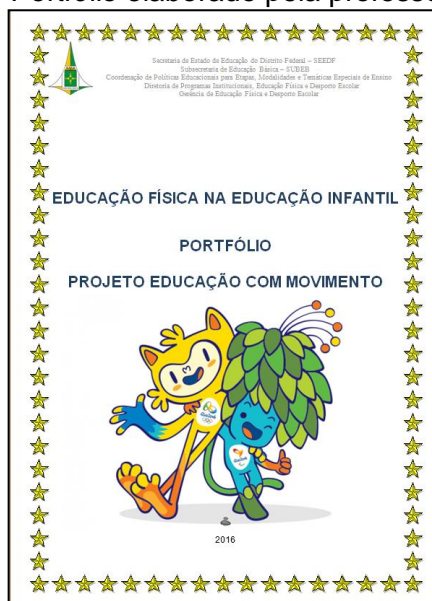 Portfólio elaborado pela professo
Secretaria de Estado de Educação do Distrito Federal – SEEDF
Subsecretaria de Educação Básica – SUBEB
Coordenação de Políticas Educacionais para Etapas, Modalidades e Temáticas Especiais de Ensino
Diretoria de Programas Institucionais, Educação Física e Desporto Escolar
Gerência de Educação Física e Desporto Escolar
EDUCAÇÃO FÍSICA NA EDUCAÇÃO INFANTIL
PORTFÓLIO
PROJETO EDUCAÇÃO COM MOVIMENTO
2016